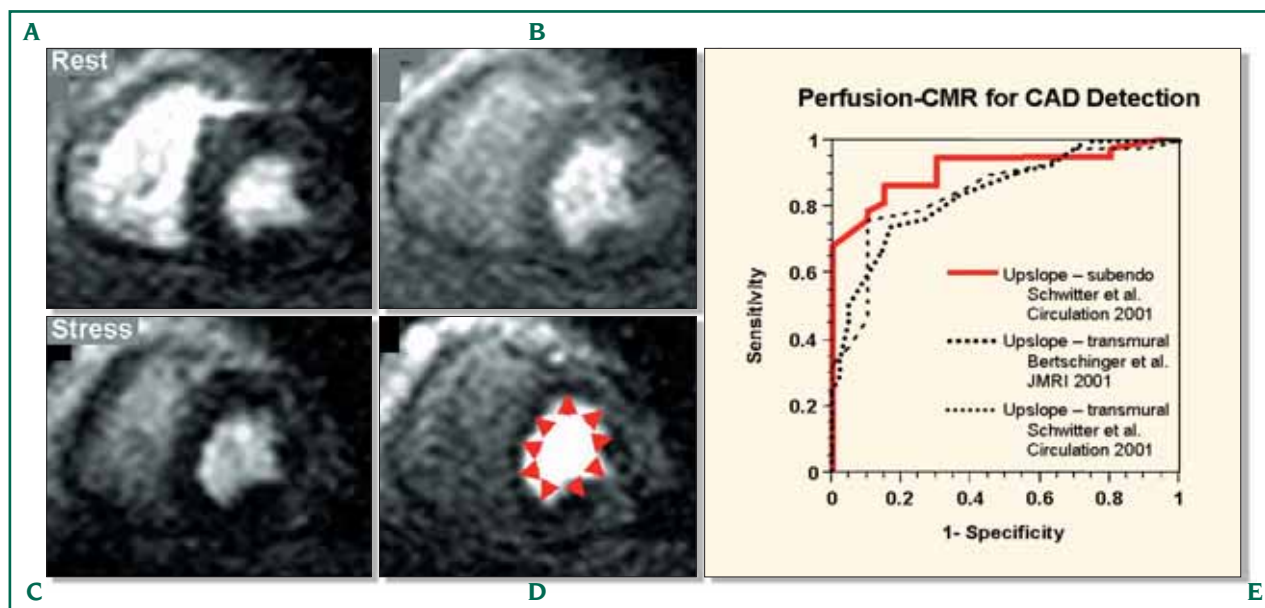 A
B
Rest
Stress
C
D
E
Perfusion-CMR for CAD Detection
Sensitivity
1
0.8
0.6
0.4
0.2
0
0
0.2
0.4
0.6
0.8
1
1- Specificity
Upslope – subendo
Schwitter et al.
Circulation 2001
Upslope – transmural
Bertschinger et al.
JMRI 2001
Upslope – transmural
Schwitter et al.
Circulation 2001